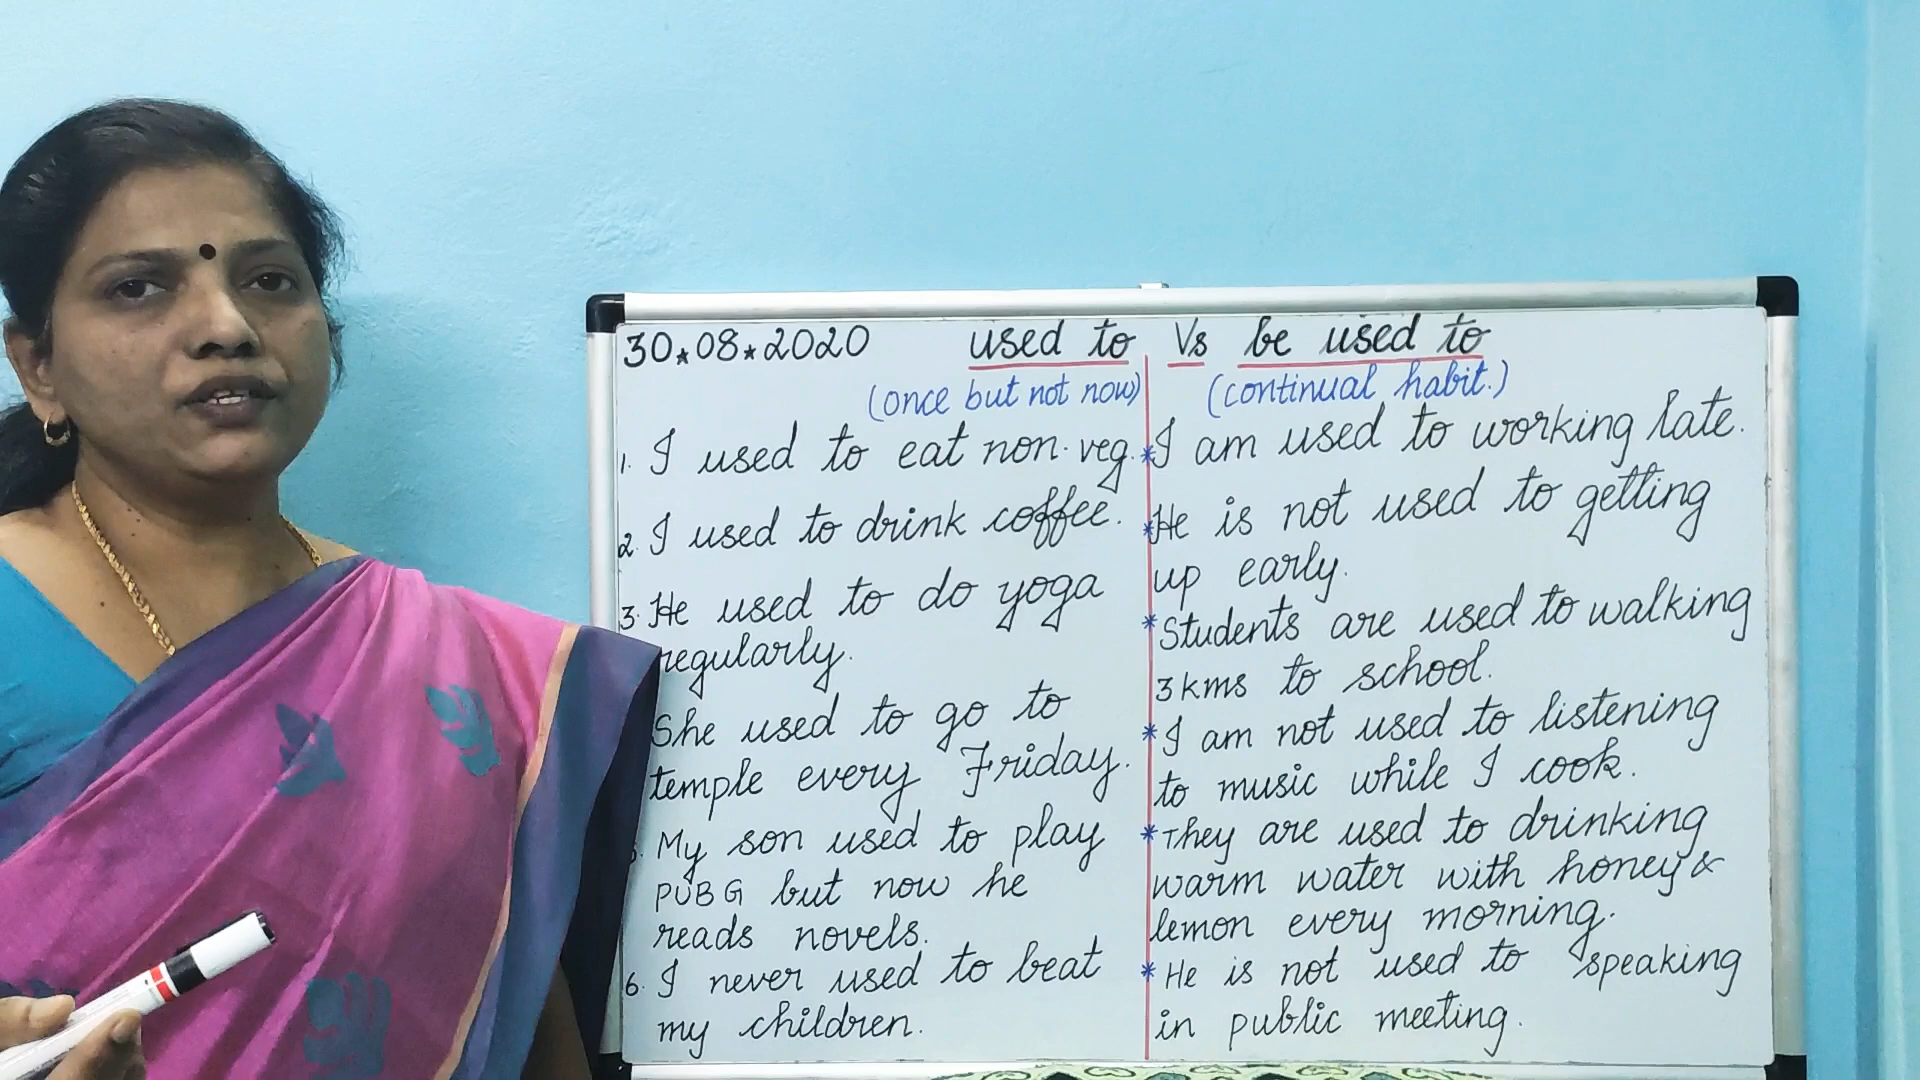 30*08*2020 used to Vs be used to
(once but not now)
1. I used to eat non-veg.
2. I used to drink coffee.
3. He used to do yoga
regularly.
She used to go to
temple every Friday.
My son used to play
PUBG but now he
reads novels.
6. I never used to beat
my children.
(continual habit.)
* I am used to working late.
* He is not used to getting
up early.
* Students are used to walking
3kms to school.
* I am not used to listening
to music while I cook.
* They are used to drinking
warm water with honey &
lemon every morning.
* He is not used to speaking
in public meeting.